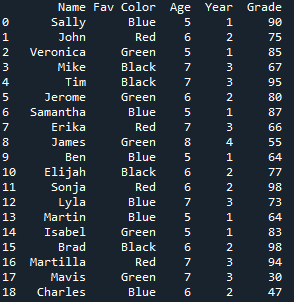 Name Fav Color Age Year Grade
0 Sally Blue 5 1 90
1 John Red 6 2 75
2 Veronica Green 5 1 85
3 Mike Black 7 3 67
4 Tim Black 7 3 95
5 Jerome Green 6 2 80
6 Samantha Blue 5 1 87
7 Erika Red 7 3 66
8 James Green 8 4 55
9 Ben Blue 5 1 64
10 Elijah Black 6 2 77
11 Sonja Red 6 2 98
12 Lyla Blue 7 3 73
13 Martin Blue 5 1 64
14 Isabel Green 5 1 83
15 Brad Black 6 2 98
16 Martilla Red 7 3 94
17 Mavis Green 7 3 30
18 Charles Blue 6 2 47